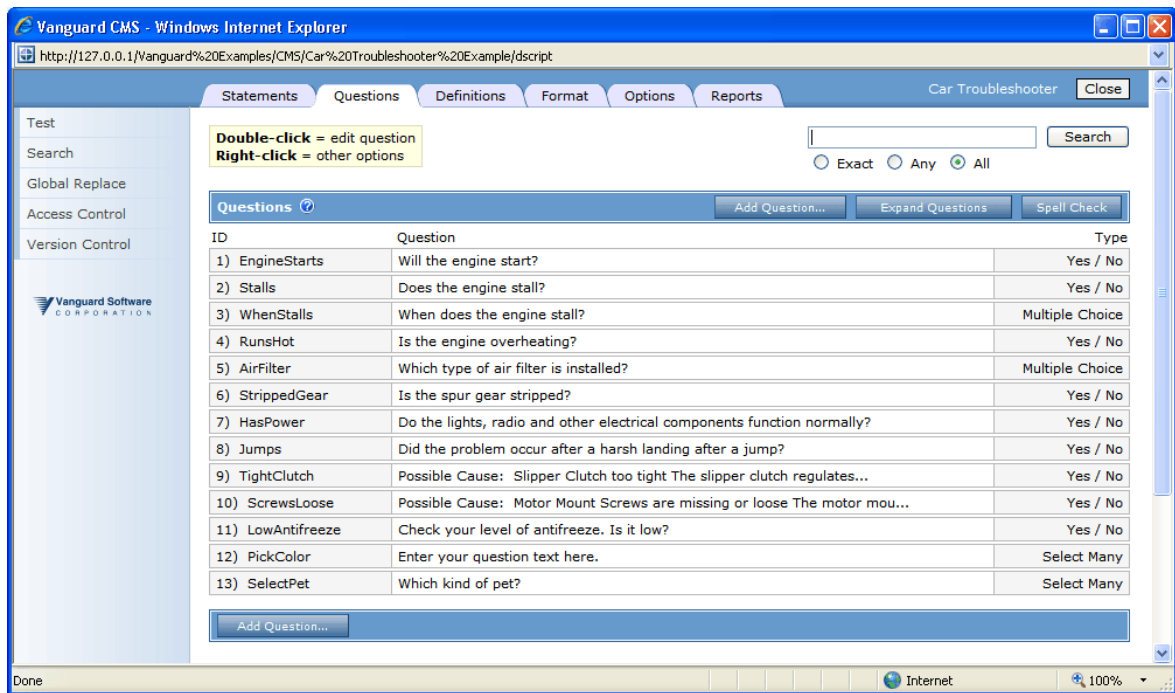 Vanguard CMS - Windows Internet Explorer
http://127.0.0.1/Vanguard%20Examples/CMS/Car%20Troubleshooter%20Example/dscript
Statements Questions Definitions Format Options Reports Car Troubleshooter Close
Test
Search
Global Replace
Access Control
Version Control
Vanguard Software
CORPORATION
Double-click = edit question
Right-click = other options
Search
Exact Any All
Questions ? Add Question... Expand Questions Spell Check
ID Question Type
1) EngineStarts Will the engine start? Yes / No
2) Stalls Does the engine stall? Yes / No
3) WhenStalls When does the engine stall? Multiple Choice
4) RunsHot Is the engine overheating? Yes / No
5) AirFilter Which type of air filter is installed? Multiple Choice
6) StrippedGear Is the spur gear stripped? Yes / No
7) HasPower Do the lights, radio and other electrical components function normally? Yes / No
8) Jumps Did the problem occur after a harsh landing after a jump? Yes / No
9) TightClutch Possible Cause: Slipper Clutch too tight The slipper clutch regulates... Yes / No
10) ScrewsLoose Possible Cause: Motor Mount Screws are missing or loose The motor mou... Yes / No
11) LowAntifreeze Check your level of antifreeze. Is it low? Yes / No
12) PickColor Enter your question text here. Select Many
13) SelectPet Which kind of pet? Select Many
Add Question...
Done Internet 100%